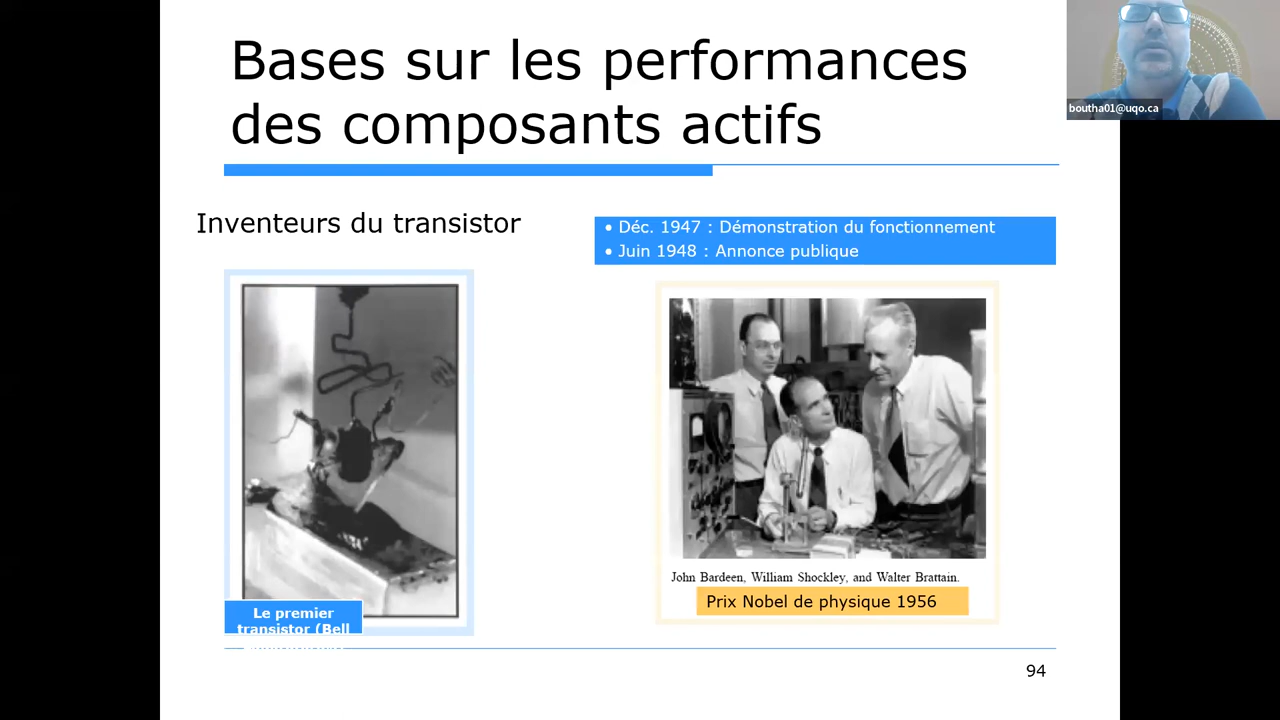 Bases sur les performances
des composants actifs
boutha01@uqo.ca
Inventeurs du transistor
• Déc. 1947 : Démonstration du fonctionnement
• Juin 1948 : Annonce publique
John Bardeen, William Shockley, and Walter Brattain.
Prix Nobel de physique 1956
Le premier
transistor (Bell
94